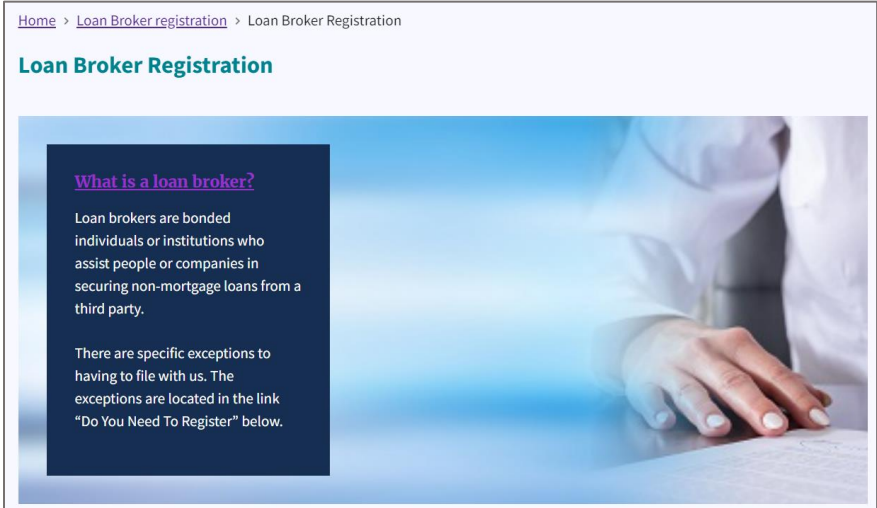 Home > Loan Broker registration > Loan Broker Registration
Loan Broker Registration
What is a loan broker?
Loan brokers are bonded
individuals or institutions who
assist people or companies in
securing non-mortgage loans from a
third party.
There are specific exceptions to
having to file with us. The
exceptions are located in the link
“Do You Need To Register” below.